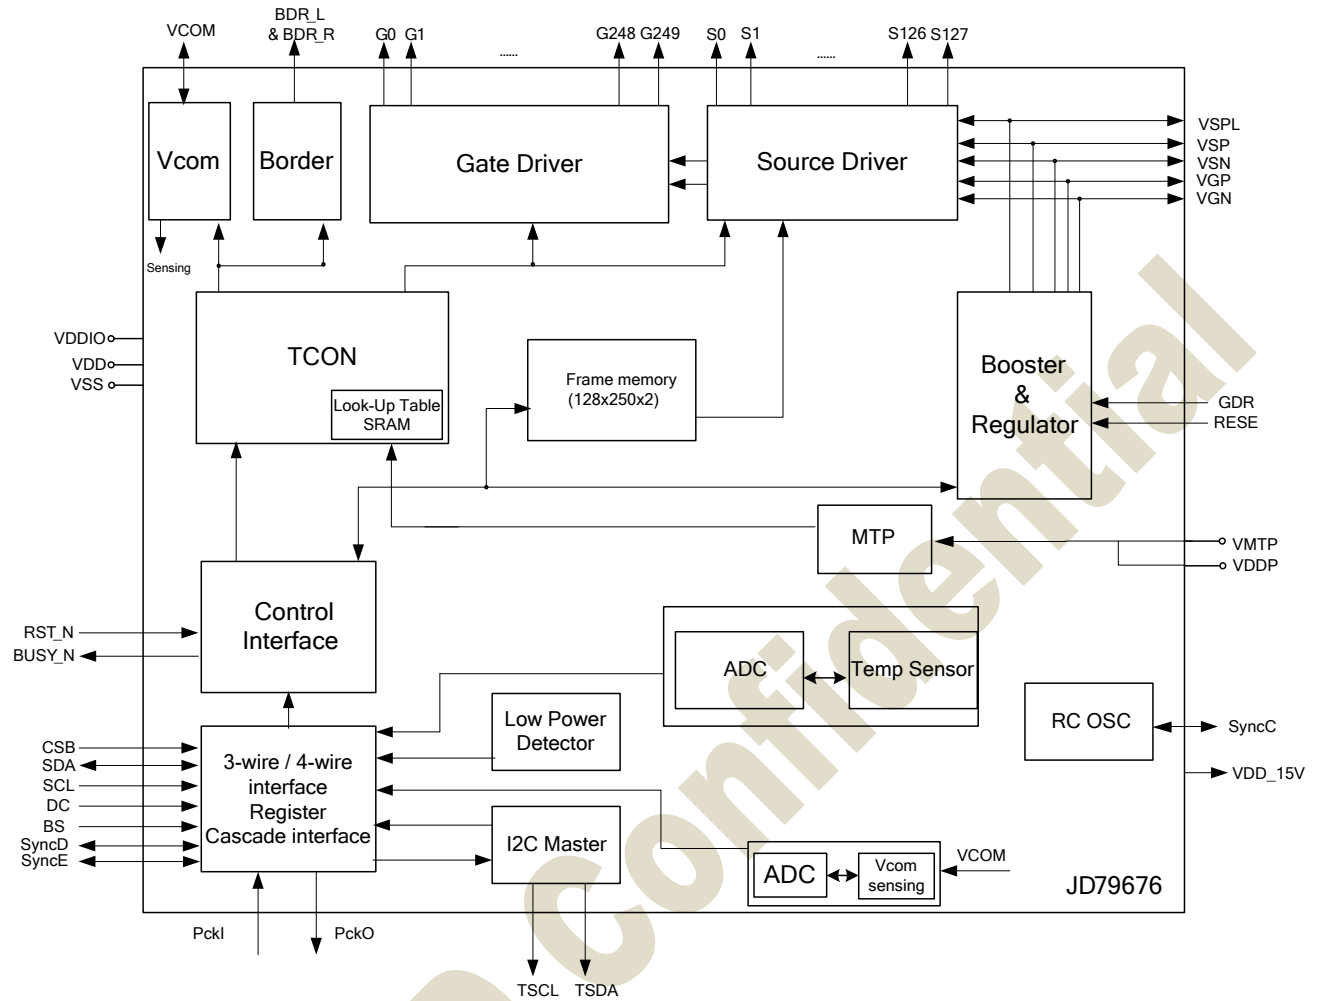 BDR_L
VCOM & BDR_R G0 G1 ...... G248 G249 S0 S1 ...... S126 S127
Vcom
Border
Gate Driver
Source Driver
VSPL
VSP
VSN
VGP
VGN
Sensing
VDDIO
VDD
VSS
TCON
Look-Up Table
SRAM
Frame memory
(128x250x2)
Booster
&
Regulator
GDR
RESE
MTP
VMTP
VDDP
Control
Interface
RST_N
BUSY_N
ADC
Temp Sensor
Low Power
Detector
RC OSC
SyncC
VDD_15V
CSB
SDA
SCL
DC
BS
SyncD
SyncE
3-wire / 4-wire
interface
Register
Cascade interface
I2C Master
ADC
Vcom
sensing
VCOM
JD79676
PckI
PckO
TSCL
TSDA
Confidential